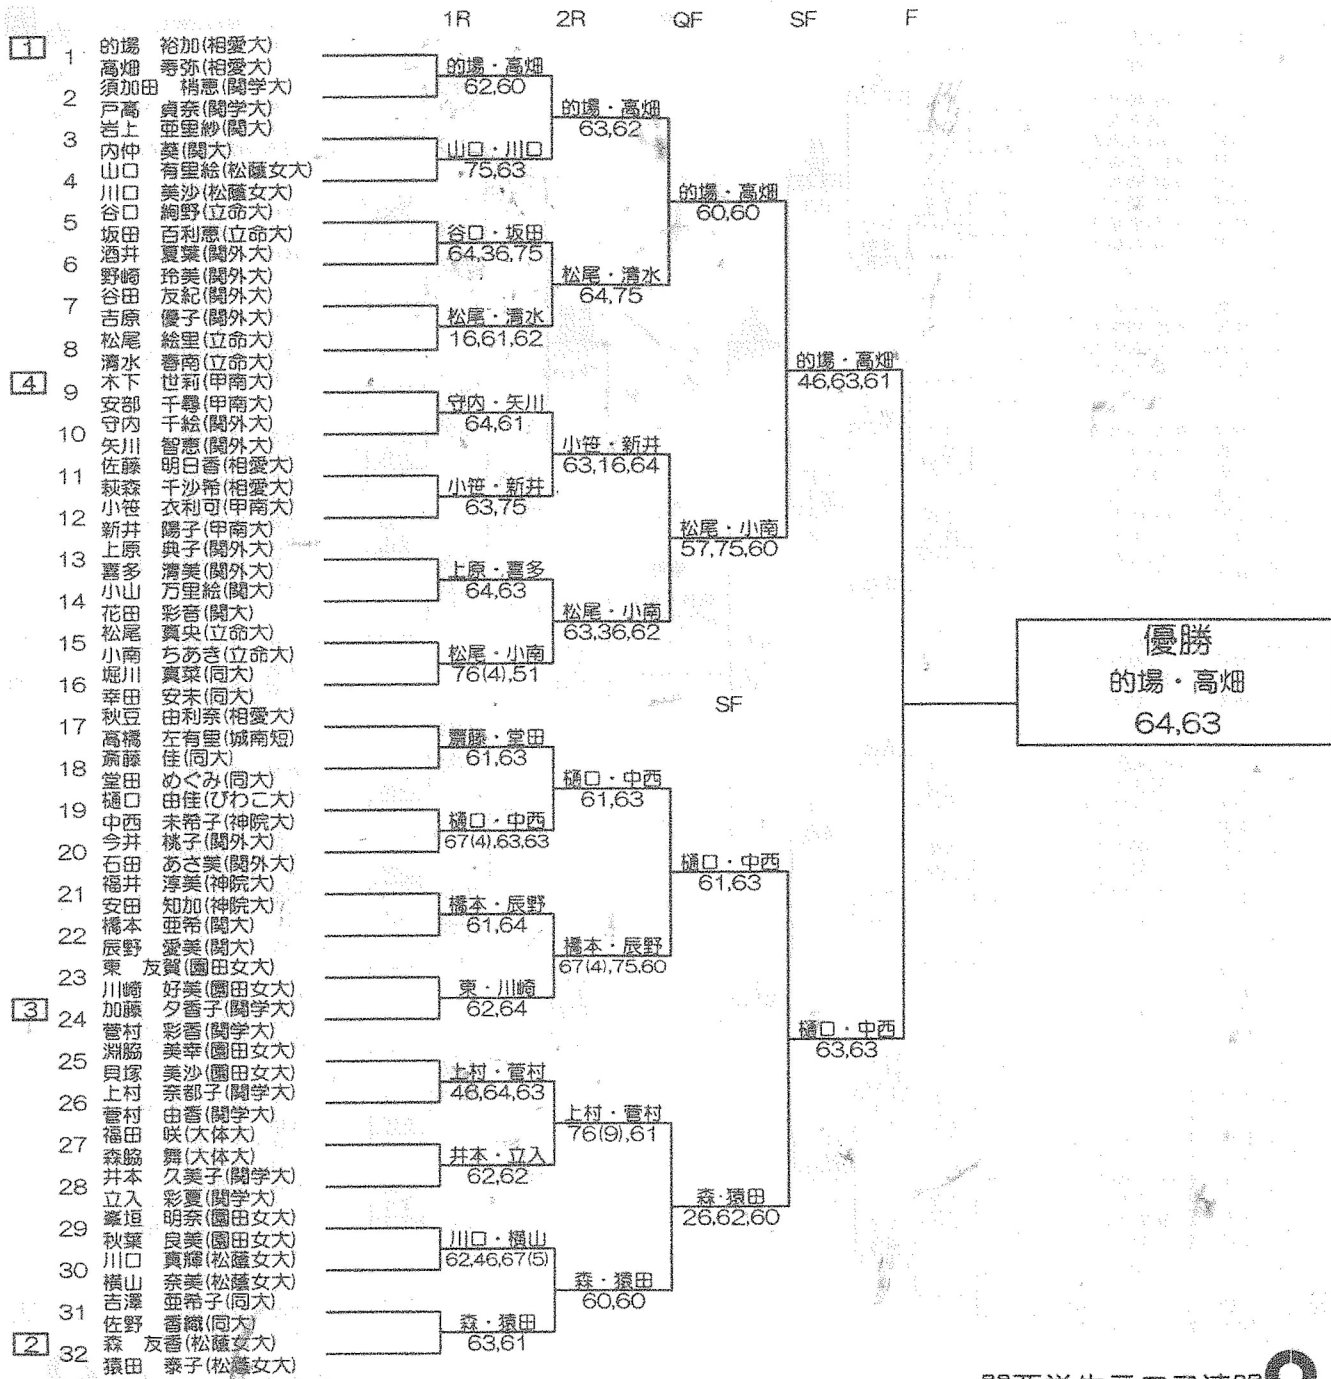 1R 2R QF SF F
1 1 的場 裕加(相愛大)
高畑 寿弥(相愛大)
2 須加田 梢恵(関学大)
戸高 貞奈(関学大)
3 岩上 亜里紗(関大)
内仲 葵(関大)
4 山口 有里絵(松蔭女大)
川口 美沙(松蔭女大)
5 谷口 絢野(立命大)
坂田 百利恵(立命大)
6 酒井 夏葉(関外大)
野崎 玲美(関外大)
7 谷田 友紀(関外大)
吉原 優子(関外大)
8 松尾 絵里(立命大)
清水 春南(立命大)
4 9 木下 世莉(甲南大)
安部 千尋(甲南大)
10 守内 千絵(関外大)
矢川 智恵(関外大)
11 佐藤 明日香(相愛大)
萩森 千沙希(相愛大)
12 小笹 衣利可(甲南大)
新井 陽子(甲南大)
13 上原 典子(関外大)
喜多 清美(関外大)
14 小山 万里絵(関大)
花田 彩音(関大)
15 松尾 真央(立命大)
小南 ちあき(立命大)
16 堀川 真菜(同大)
幸田 安未(同大)
17 秋豆 由利奈(相愛大)
高橋 左有里(城南短)
18 斎藤 佳(同大)
堂田 めぐみ(同大)
19 樋口 由佳(びわこ大)
中西 未希子(神院大)
20 今井 桃子(関外大)
石田 あさ美(関外大)
21 福井 淳美(神院大)
安田 知加(神院大)
22 橋本 亜希(関大)
辰野 愛美(関大)
23 東 友賀(園田女大)
川崎 好美(園田女大)
3 24 加藤 夕香子(関学大)
菅村 彩香(関学大)
25 淵脇 美幸(園田女大)
貝塚 美沙(園田女大)
26 上村 奈都子(関学大)
菅村 由香(関学大)
27 福田 咲(大体大)
森脇 舞(大体大)
28 井本 久美子(関学大)
立入 彩夏(関学大)
29 峯垣 明奈(園田女大)
秋葉 良美(園田女大)
30 川口 真輝(松蔭女大)
横山 奈美(松蔭女大)
31 吉澤 亜希子(同大)
佐野 香織(同大)
2 32 森 友香(松蔭女大)
猿田 泰子(松蔭女大)
的場・高畑
62,60
山口・川口
75,63
谷口・坂田
64,36,75
松尾・清水
16,61,62
守内・矢川
64,61
小笹・新井
63,75
上原・喜多
64,63
松尾・小南
76(4),51
齋藤・堂田
61,63
樋口・中西
67(4),63,63
橋本・辰野
61,64
東・川崎
62,64
上村・菅村
46,64,63
井本・立入
62,62
川口・横山
62,46,67(5)
森・猿田
63,61
的場・高畑
63,62
松尾・清水
64,75
小笹・新井
63,16,64
松尾・小南
63,36,62
樋口・中西
61,63
橋本・辰野
67(4),75,60
上村・菅村
76(9),61
森・猿田
60,60
的場・高畑
60,60
松尾・小南
57,75,60
SF
樋口・中西
61,63
森・猿田
26,62,60
的場・高畑
46,63,61
樋口・中西
63,63
優勝
的場・高畑
64,63